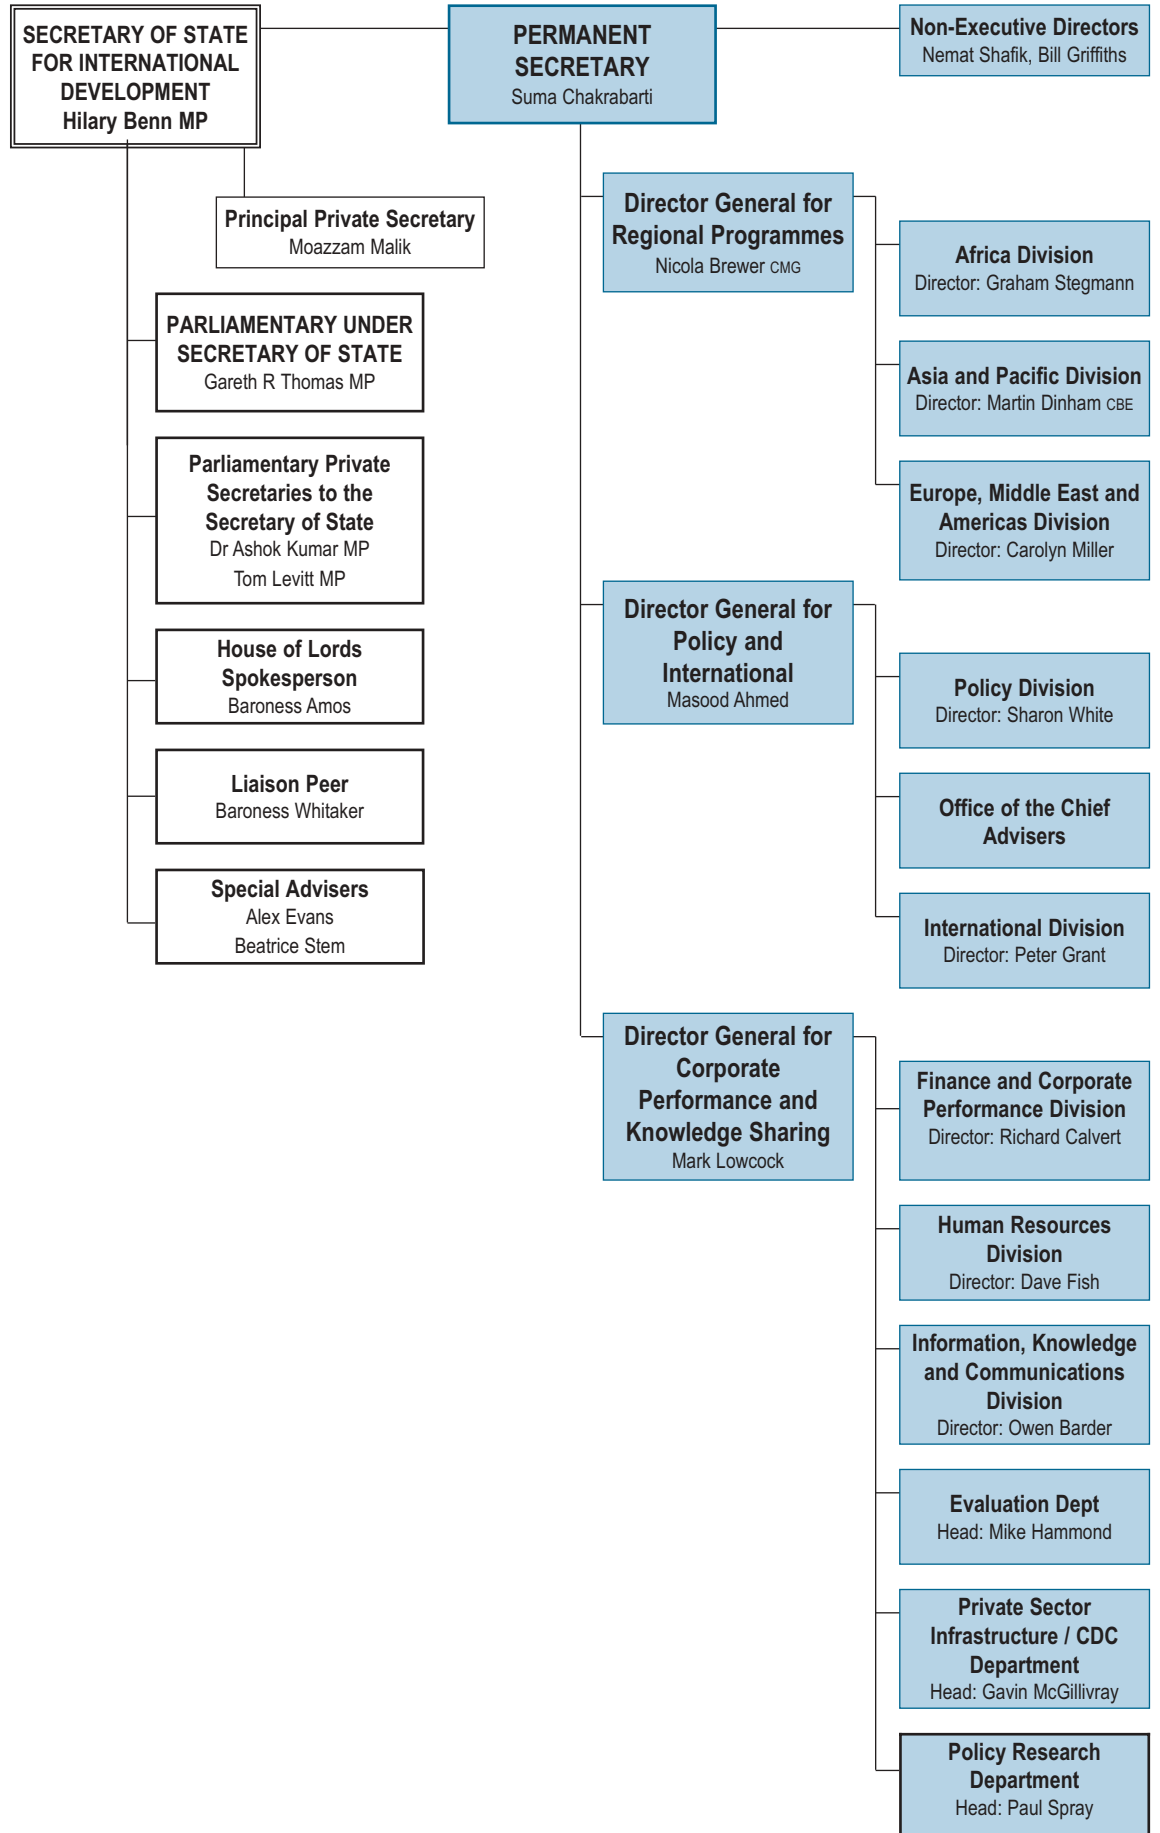 SECRETARY OF STATE
FOR INTERNATIONAL
DEVELOPMENT
Hilary Benn MP
PERMANENT
SECRETARY
Suma Chakrabarti
Non-Executive Directors
Nemat Shafik, Bill Griffiths
Principal Private Secretary
Moazzam Malik
PARLIAMENTARY UNDER
SECRETARY OF STATE
Gareth R Thomas MP
Parliamentary Private
Secretaries to the
Secretary of State
Dr Ashok Kumar MP
Tom Levitt MP
House of Lords
Spokesperson
Baroness Amos
Liaison Peer
Baroness Whitaker
Special Advisers
Alex Evans
Beatrice Stem
Director General for
Regional Programmes
Nicola Brewer CMG
Africa Division
Director: Graham Stegmann
Asia and Pacific Division
Director: Martin Dinham CBE
Europe, Middle East and
Americas Division
Director: Carolyn Miller
Director General for
Policy and
International
Masood Ahmed
Policy Division
Director: Sharon White
Office of the Chief
Advisers
International Division
Director: Peter Grant
Director General for
Corporate
Performance and
Knowledge Sharing
Mark Lowcock
Finance and Corporate
Performance Division
Director: Richard Calvert
Human Resources
Division
Director: Dave Fish
Information, Knowledge
and Communications
Division
Director: Owen Barder
Evaluation Dept
Head: Mike Hammond
Private Sector
Infrastructure / CDC
Department
Head: Gavin McGillivray
Policy Research
Department
Head: Paul Spray